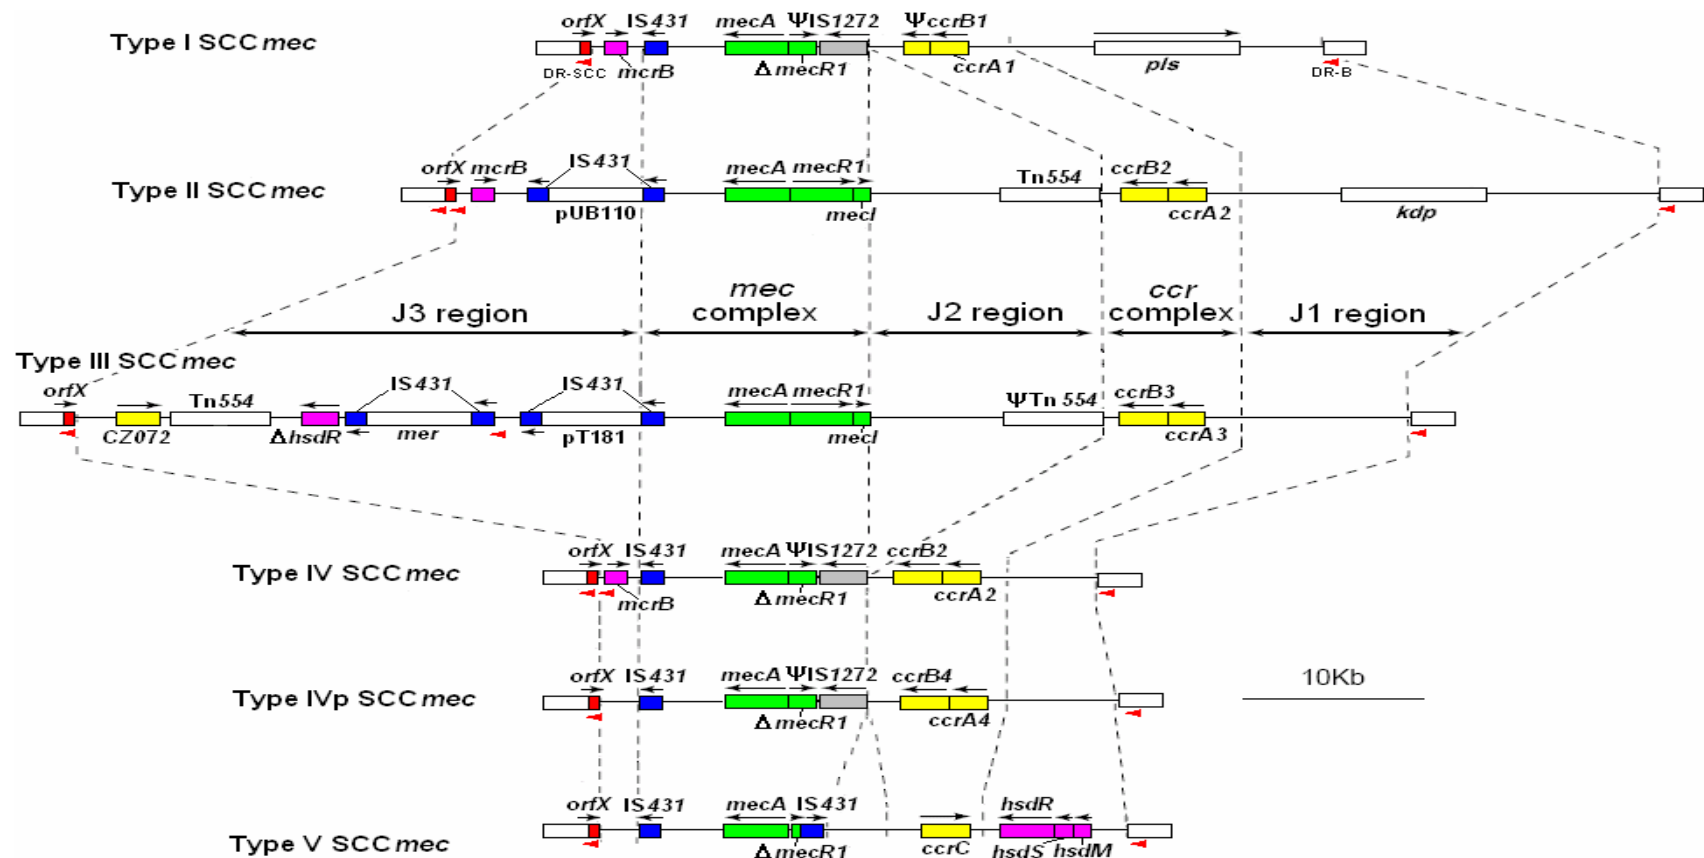 orfX IS431 mecA ΨIS1272 ΨccrB1
Type I SCCmec
DR-SCC mcrB ΔmecR1 ccrA1 pls DR-B
orfX mcrB IS431 mecA mecR1 Tn554 ccrB2
Type II SCCmec
pUB110 mecI ccrA2 kdp
J3 region mec complex J2 region ccr complex J1 region
Type III SCCmec
orfX Tn554 IS431 IS431 mecA mecR1 ΨTn 554 ccrB3
CZ072 ΔhsdR mer pT181 mecI ccrA3
orfX IS431 mecA ΨIS1272 ccrB2
Type IV SCCmec
mcrB ΔmecR1 ccrA2
orfX IS431 mecA ΨIS1272 ccrB4
Type IVp SCCmec
ΔmecR1 ccrA4
10Kb
orfX IS431 mecA IS431 hsdR
Type V SCCmec
ΔmecR1 ccrC hsdS hsdM